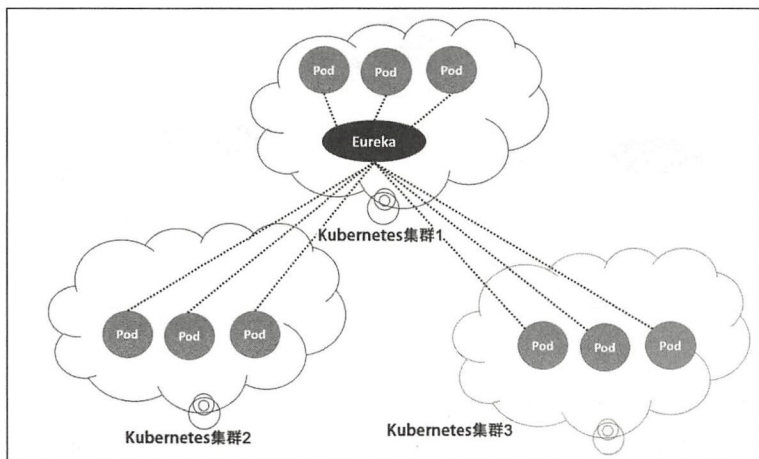 Pod Pod Pod
Eureka
Kubernetes集群1
Pod Pod Pod
Pod Pod Pod
Kubernetes集群2
Kubernetes集群3